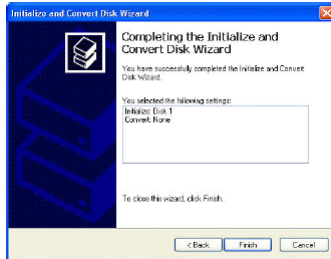 Initialize and Convert Disk Wizard
Completing the Initialize and
Convert Disk Wizard
You have successfully completed the Initialize and Convert
Disk Wizard.
You selected the following settings:
Initialize: Disk 1
Convert: None
To close this wizard, click Finish.
< Back
Finish
Cancel